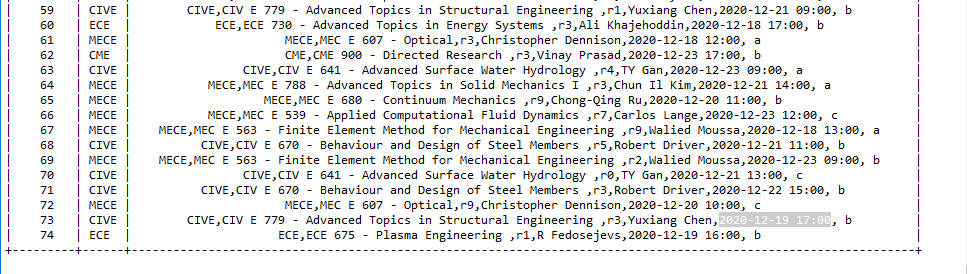 | 59 | CIVE | CIVE,CIV E 779 - Advanced Topics in Structural Engineering ,r1,Yuxiang Chen,2020-12-21 09:00, b |
| 60 | ECE | ECE,ECE 730 - Advanced Topics in Energy Systems ,r3,Ali Khajehoddin,2020-12-18 17:00, b |
| 61 | MECE | MECE,MEC E 607 - Optical,r3,Christopher Dennison,2020-12-18 12:00, a |
| 62 | CME | CME,CME 900 - Directed Research ,r3,Vinay Prasad,2020-12-23 17:00, b |
| 63 | CIVE | CIVE,CIV E 641 - Advanced Surface Water Hydrology ,r4,TY Gan,2020-12-23 09:00, a |
| 64 | MECE | MECE,MEC E 788 - Advanced Topics in Solid Mechanics I ,r3,Chun Il Kim,2020-12-21 14:00, a |
| 65 | MECE | MECE,MEC E 680 - Continuum Mechanics ,r9,Chong-Qing Ru,2020-12-20 11:00, b |
| 66 | MECE | MECE,MEC E 539 - Applied Computational Fluid Dynamics ,r7,Carlos Lange,2020-12-23 12:00, c |
| 67 | MECE | MECE,MEC E 563 - Finite Element Method for Mechanical Engineering ,r9,Walied Moussa,2020-12-18 13:00, a |
| 68 | CIVE | CIVE,CIV E 670 - Behaviour and Design of Steel Members ,r5,Robert Driver,2020-12-21 11:00, b |
| 69 | MECE | MECE,MEC E 563 - Finite Element Method for Mechanical Engineering ,r2,Walied Moussa,2020-12-23 09:00, b |
| 70 | CIVE | CIVE,CIV E 641 - Advanced Surface Water Hydrology ,r0,TY Gan,2020-12-21 13:00, c |
| 71 | CIVE | CIVE,CIV E 670 - Behaviour and Design of Steel Members ,r3,Robert Driver,2020-12-22 15:00, b |
| 72 | MECE | MECE,MEC E 607 - Optical,r9,Christopher Dennison,2020-12-20 10:00, c |
| 73 | CIVE | CIVE,CIV E 779 - Advanced Topics in Structural Engineering ,r3,Yuxiang Chen,2020-12-19 17:00, b |
| 74 | ECE | ECE,ECE 675 - Plasma Engineering ,r1,R Fedosejevs,2020-12-19 16:00, b |